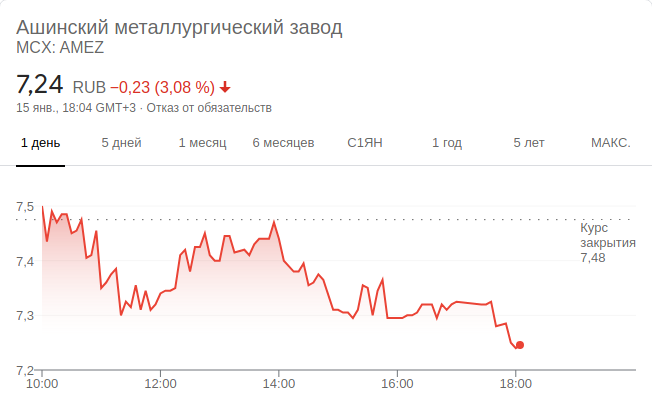 Ашинский металлургический завод
MCX: AMEZ
7,24 RUB −0,23 (3,08 %)
15 янв., 18:04 GMT+3 · Отказ от обязательств
1 день 5 дней 1 месяц 6 месяцев С1ЯН 1 год 5 лет МАКС.
7,5
Курс
закрытия
7,48
7,4
7,3
7,2
10:00 12:00 14:00 16:00 18:00